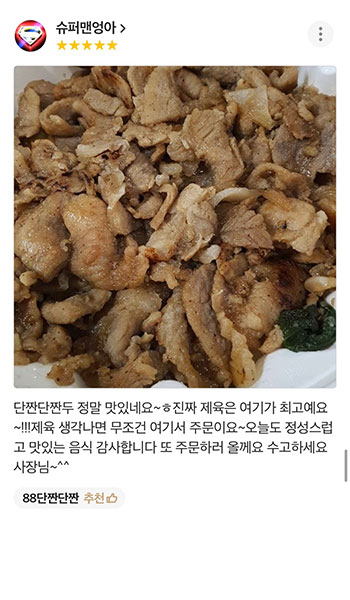 슈퍼맨엉아
단짠단짠두 정말 맛있네요~ㅎ진짜 제육은 여기가 최고예요
~!!!제육 생각나면 무조건 여기서 주문이요~오늘도 정성스럽
고 맛있는 음식 감사합니다 또 주문하러 올께요 수고하세요
사장님~^^
88단짠단짠 추천